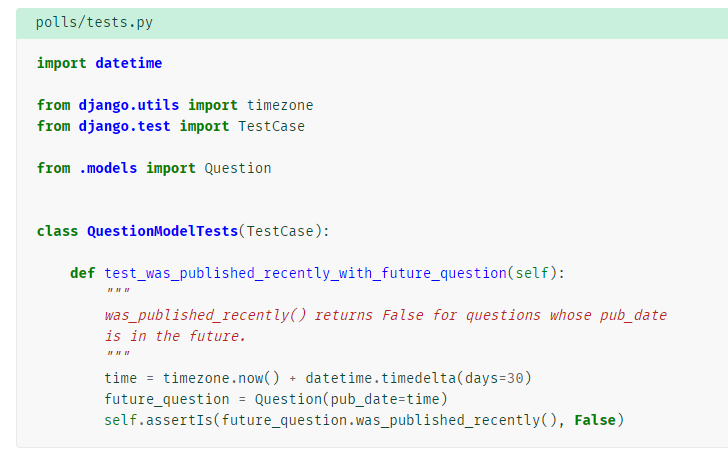 polls/tests.py
import datetime
from django.utils import timezone
from django.test import TestCase
from .models import Question
class QuestionModelTests(TestCase):
def test_was_published_recently_with_future_question(self):
"""
was_published_recently() returns False for questions whose pub_date
is in the future.
"""
time = timezone.now() + datetime.timedelta(days=30)
future_question = Question(pub_date=time)
self.assertIs(future_question.was_published_recently(), False)